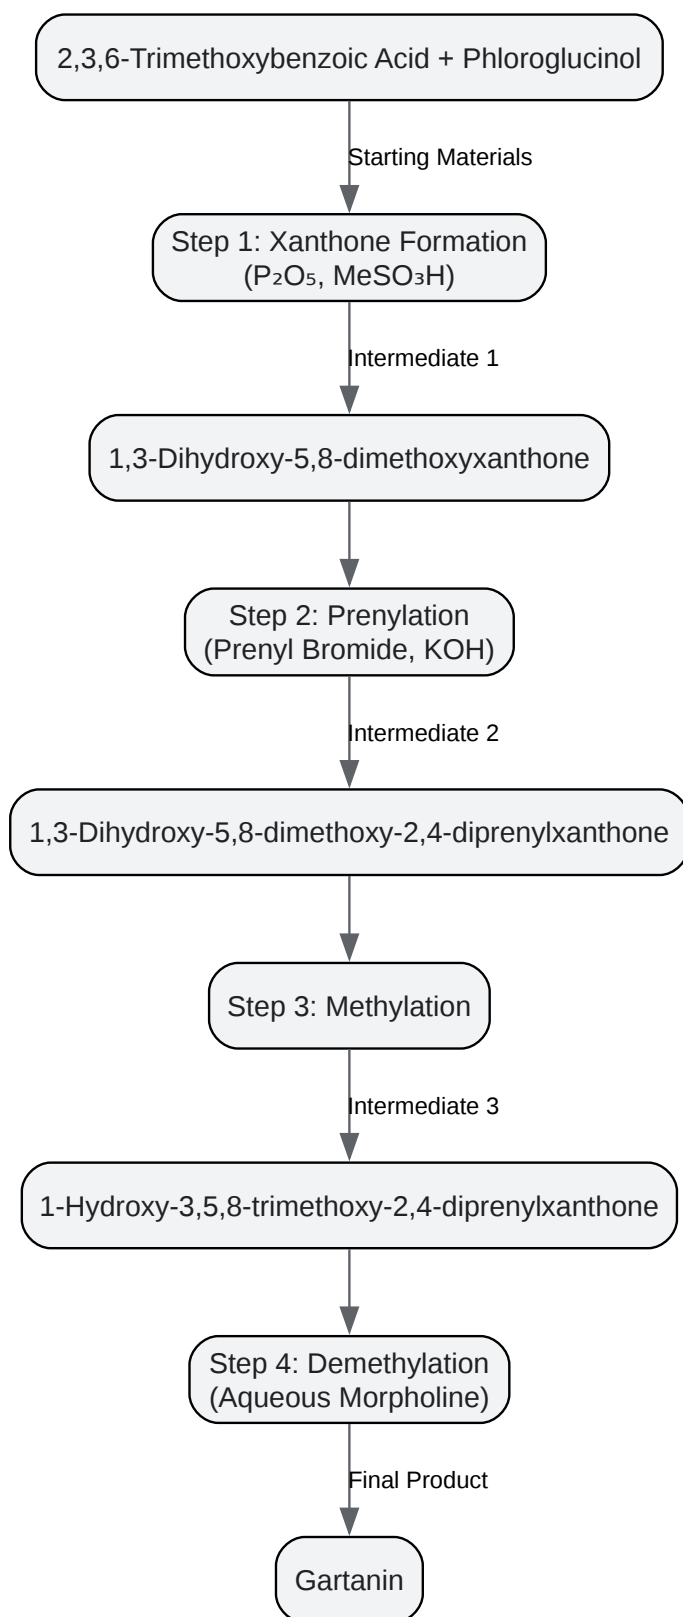 2,3,6-Trimethoxybenzoic Acid + Phloroglucinol
Starting Materials
Step 1: Xanthone Formation
(P₂O₅, MeSO₃H)
Intermediate 1
1,3-Dihydroxy-5,8-dimethoxyxanthone
Step 2: Prenylation
(Prenyl Bromide, KOH)
Intermediate 2
1,3-Dihydroxy-5,8-dimethoxy-2,4-diprenylxanthone
Step 3: Methylation
Intermediate 3
1-Hydroxy-3,5,8-trimethoxy-2,4-diprenylxanthone
Step 4: Demethylation
(Aqueous Morpholine)
Final Product
Gartanin